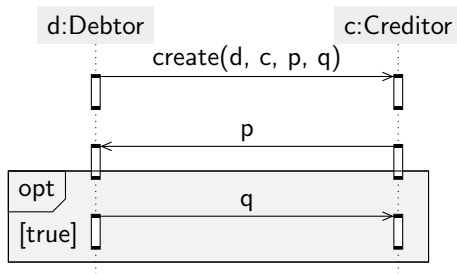 d:Debtor
c:Creditor
create(d, c, p, q)
p
opt
q
[true]